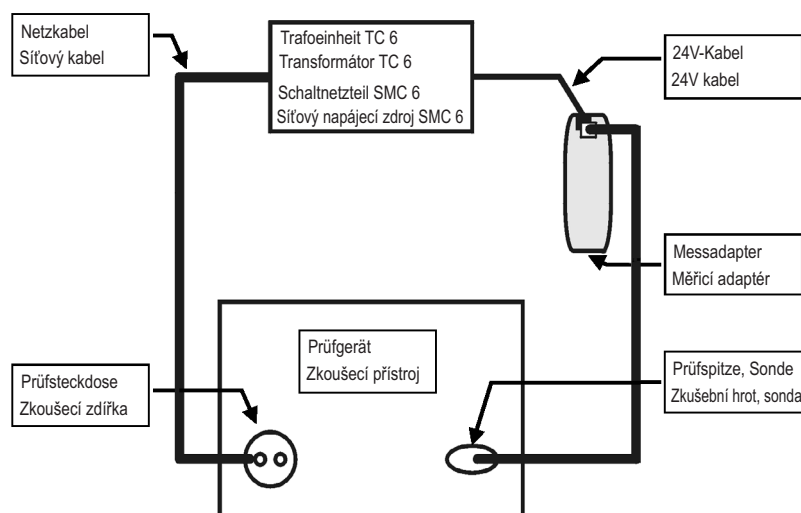 Netzkabel
Síťový kabel
Trafoeinheit TC 6
Transformátor TC 6
Schaltnetzteil SMC 6
Síťový napájecí zdroj SMC 6
24V-Kabel
24V kabel
Messadapter
Měřicí adaptér
Prüfgerät
Zkoušecí přístroj
Prüfsteckdose
Zkoušecí zdířka
Prüfspitze, Sonde
Zkušební hrot, sonda